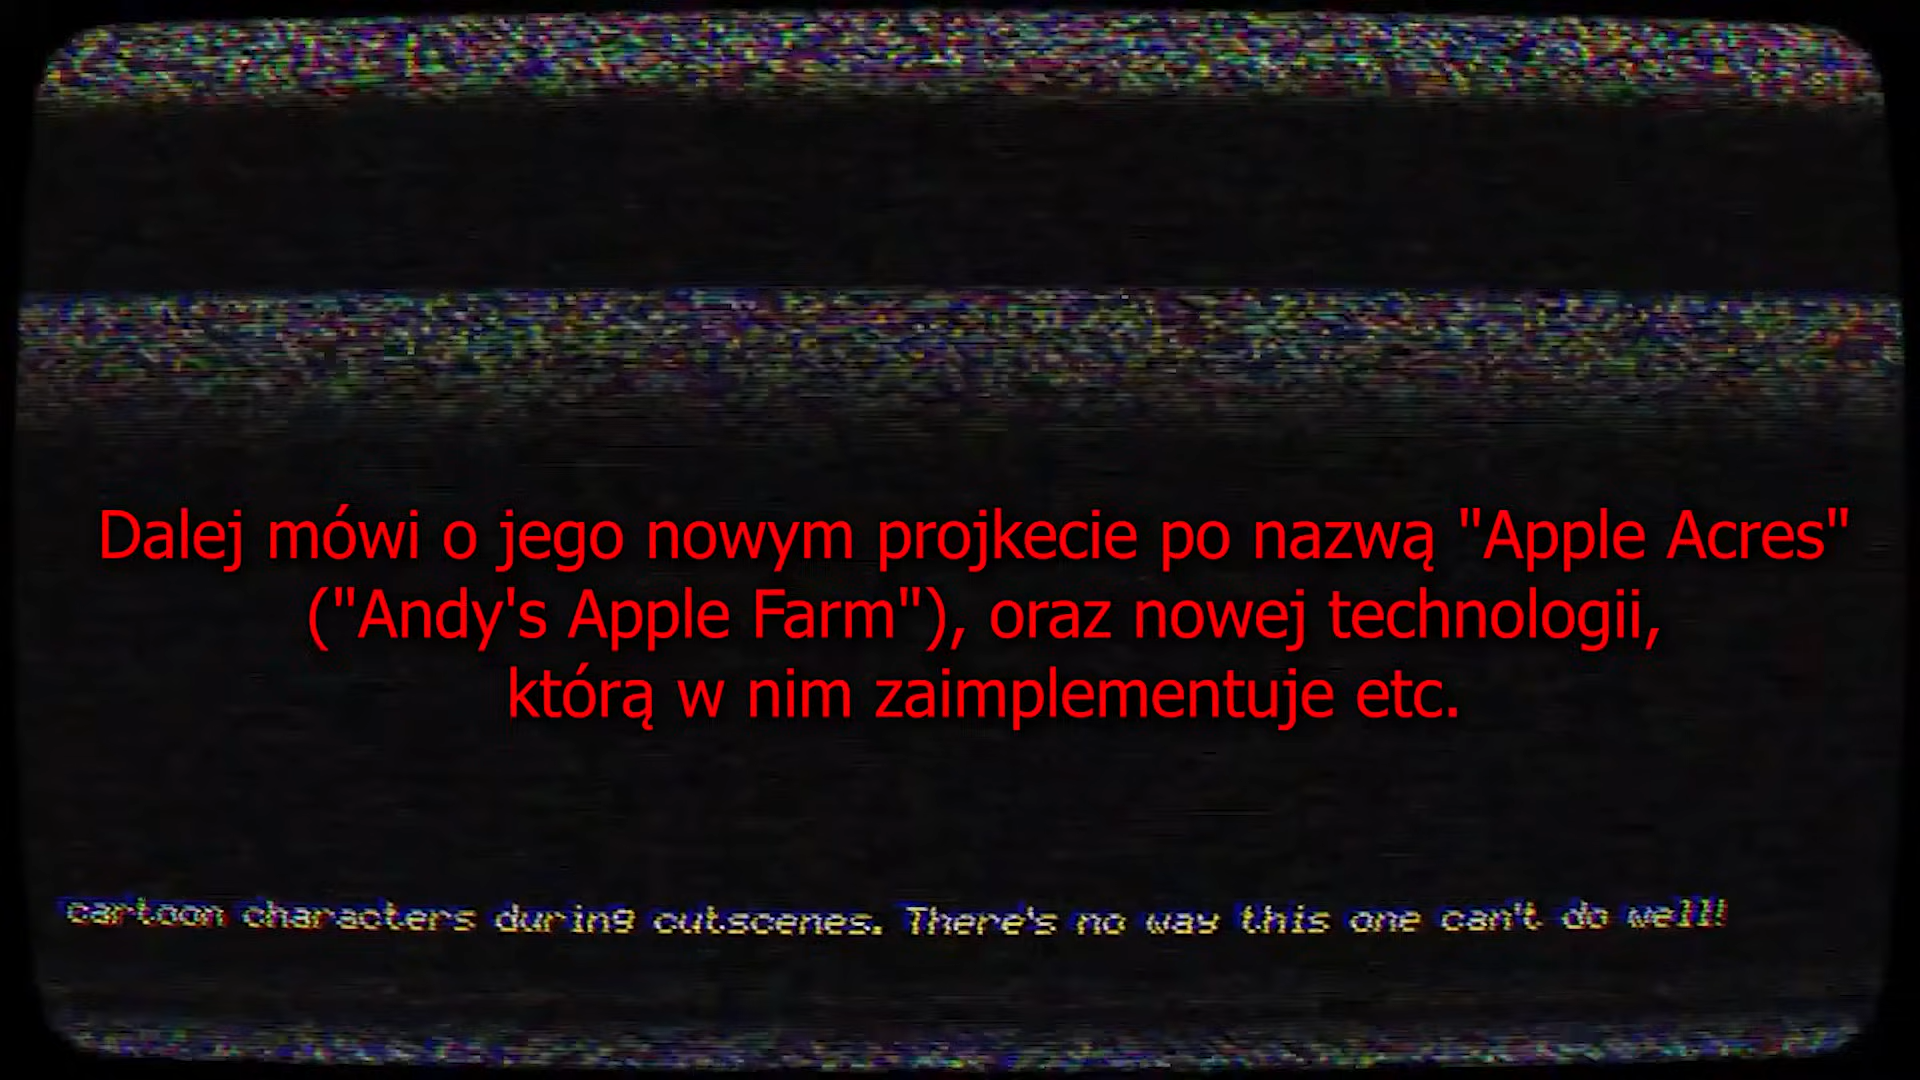 Dalej mówi o jego nowym projkecie po nazwą "Apple Acres"
("Andy's Apple Farm"), oraz nowej technologii,
którą w nim zaimplementuje etc.
cartoon characters during cutscenes. There's no way this one can't do well!